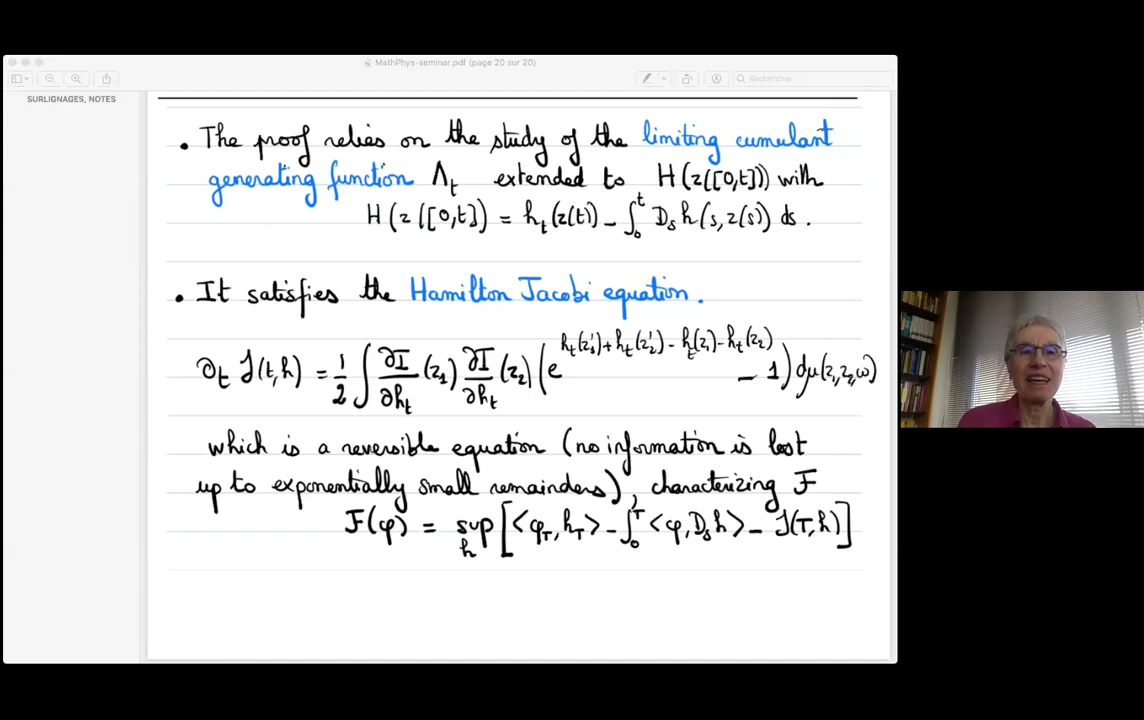 MathPhys-seminar.pdf (page 20 sur 20)
Rechercher
SURLIGNAGES, NOTES
• The proof relies on the study of the limiting cumulant
generating function Λ_t extended to H(z([0,t])) with
H(z([0,t]) = h_t(z(t)) - ∫_0^t D_s h(s, z(s)) ds.
• It satisfies the Hamilton Jacobi equation.
∂_t J(t,h) = 1/2 ∫ ∂I/∂h_t (z_1) ∂I/∂h_t (z_2) (e^{h_t(z'_1)+h_t(z'_2)-h_t(z_1)-h_t(z_2)} - 1) dμ(z_1,z_2,ω)
which is a reversible equation (no information is lost
up to exponentially small remainders), characterizing F
F(φ) = sup_h [<φ_T, h_T> - ∫_0^T <φ, D_s h> - J(T,h)]